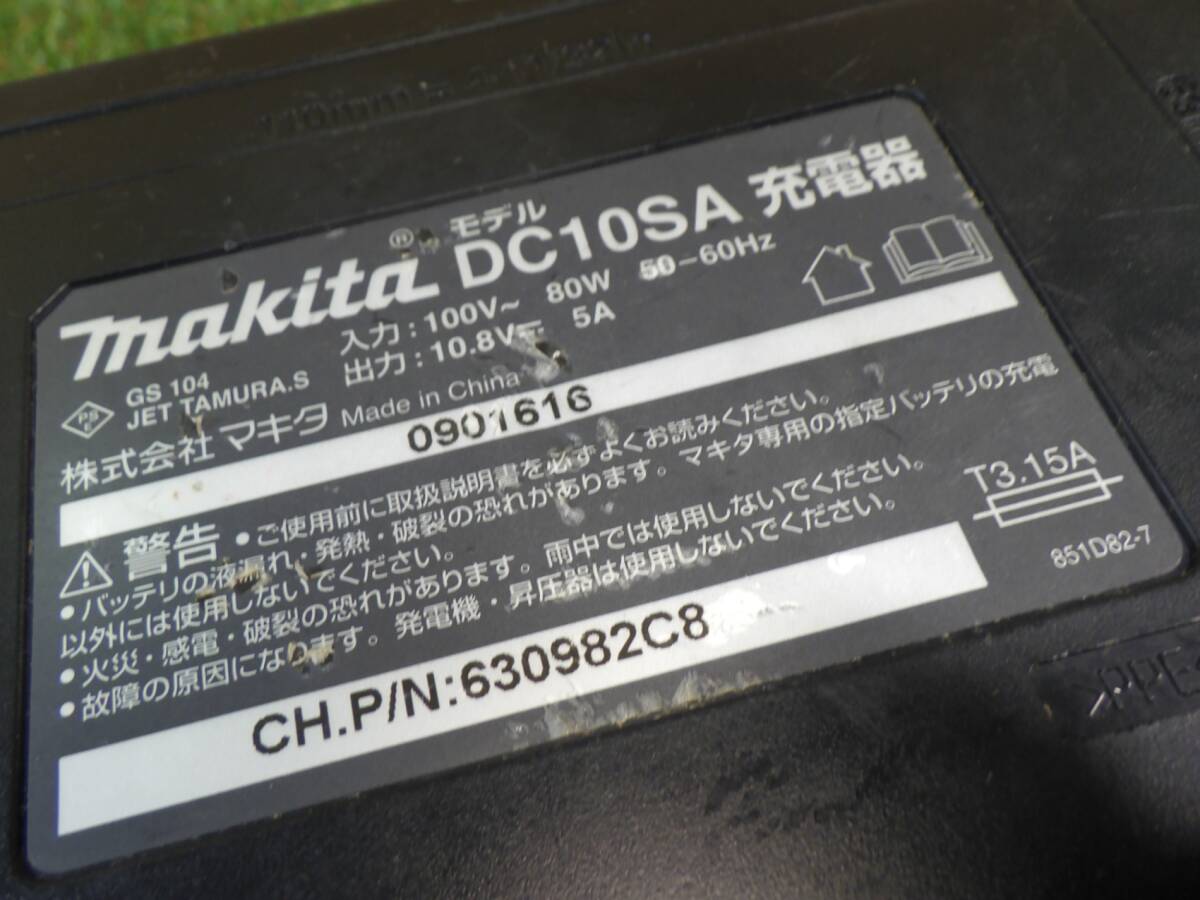 モデル
makita® DC10SA 充電器
入力：100V~ 80W 50-60Hz
出力：10.8V⎓ 5A
PSE
GS 104
JET TAMURA.S
株式会社マキタ Made in China
0901616
警告 ●ご使用前に取扱説明書を必ずよくお読みください。
●バッテリの液漏れ・発熱・破裂の恐れがあります。マキタ専用の指定バッテリの充電
以外には使用しないでください。
●火災・感電・破裂の恐れがあります。雨中では使用しないでください。
●故障の原因になります。発電機・昇圧器は使用しないでください。
T3.15A
851D82-7
CH.P/N:630982C8